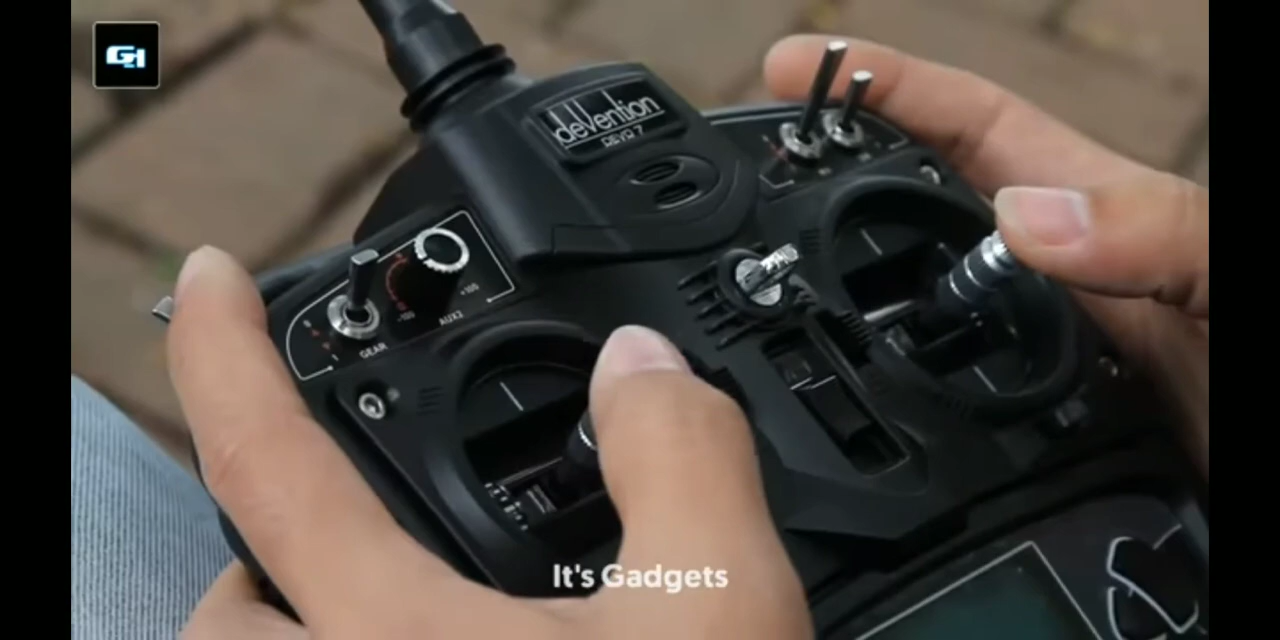 devention
DEVO 7
+100
-100
AUX2
GEAR
It's Gadgets